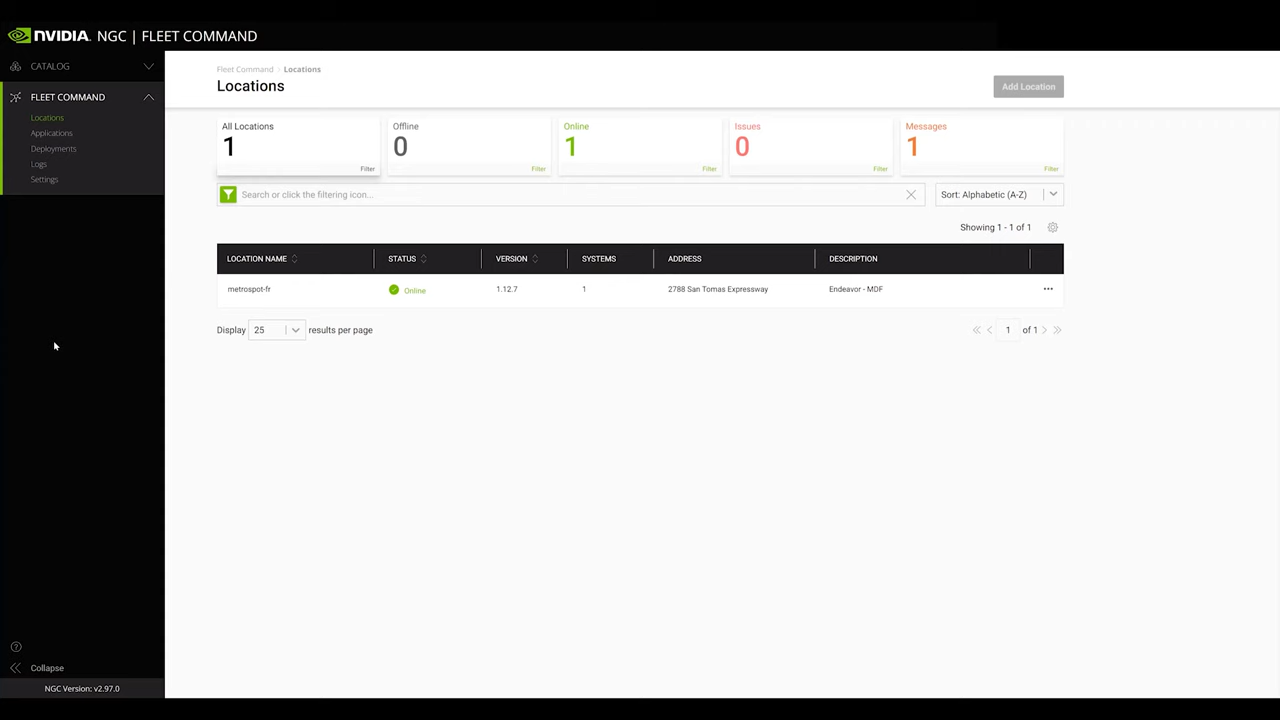 NVIDIA. NGC | FLEET COMMAND
CATALOG
FLEET COMMAND
Locations
Applications
Deployments
Logs
Settings
Collapse
NGC Version: v2.97.0
Fleet Command > Locations
Locations
Add Location
All Locations
1
Filter
Offline
0
Filter
Online
1
Filter
Issues
0
Filter
Messages
1
Filter
Search or click the filtering icon...
Sort: Alphabetic (A-Z)
Showing 1 - 1 of 1
LOCATION NAME STATUS VERSION SYSTEMS ADDRESS DESCRIPTION
metrospot-fr Online 1.12.7 1 2788 San Tomas Expressway Endeavor - MDF
Display 25 results per page
1 of 1